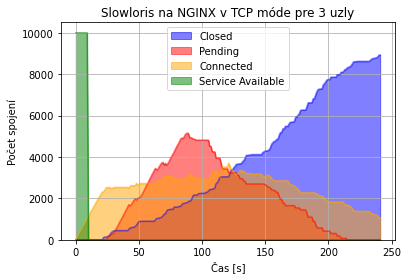 Slowloris na NGINX v TCP móde pre 3 uzly
Closed
Pending
Connected
Service Available
Počet spojení
10000
8000
6000
4000
2000
0
0 50 100 150 200 250
Čas [s]